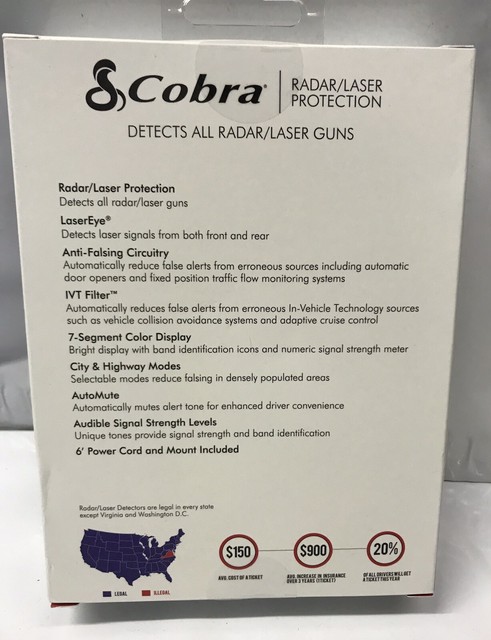 Cobra®
RADAR/LASER
PROTECTION
DETECTS ALL RADAR/LASER GUNS
Radar/Laser Protection
Detects all radar/laser guns
LaserEye®
Detects laser signals from both front and rear
Anti-Falsing Circuitry
Automatically reduce false alerts from erroneous sources including automatic
door openers and fixed position traffic flow monitoring systems
IVT Filter™
Automatically reduces false alerts from erroneous In-Vehicle Technology sources
such as vehicle collision avoidance systems and adaptive cruise control
7-Segment Color Display
Bright display with band identification icons and numeric signal strength meter
City & Highway Modes
Selectable modes reduce falsing in densely populated areas
AutoMute
Automatically mutes alert tone for enhanced driver convenience
Audible Signal Strength Levels
Unique tones provide signal strength and band identification
6' Power Cord and Mount Included
Radar/Laser Detectors are legal in every state
except Virginia and Washington D.C.
LEGAL
ILLEGAL
$150
AVG. COST OF A TICKET
$900
AVG. INCREASE IN INSURANCE
OVER 3 YEARS (1 TICKET)
20%
OF ALL DRIVERS WILL GET
A TICKET THIS YEAR